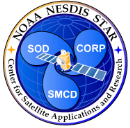 NOAA NESDIS STAR
SOD
CORP
SMCD
Center for Satellite Applications and Research